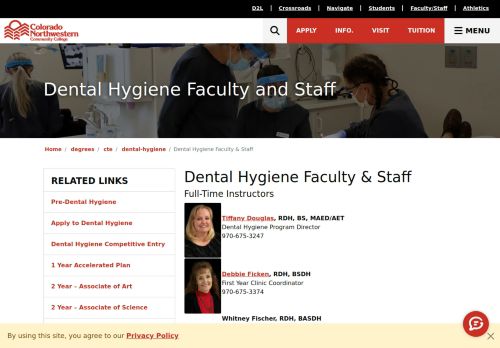 D2L | Crossroads | Navigate | Students | Faculty/Staff | Athletics
Colorado
Northwestern
Community College
APPLY INFO. VISIT TUITION MENU
Dental Hygiene Faculty and Staff
Home / degrees / cte / dental-hygiene / Dental Hygiene Faculty & Staff
RELATED LINKS
Pre-Dental Hygiene
Apply to Dental Hygiene
Dental Hygiene Competitive Entry
1 Year Accelerated Plan
2 Year – Associate of Art
2 Year – Associate of Science
Dental Hygiene Faculty & Staff
Full-Time Instructors
Tiffany Douglas, RDH, BS, MAED/AET
Dental Hygiene Program Director
970-675-3247
Debbie Ficken, RDH, BSDH
First Year Clinic Coordinator
970-675-3374
Whitney Fischer, RDH, BASDH
By using this site, you agree to our Privacy Policy